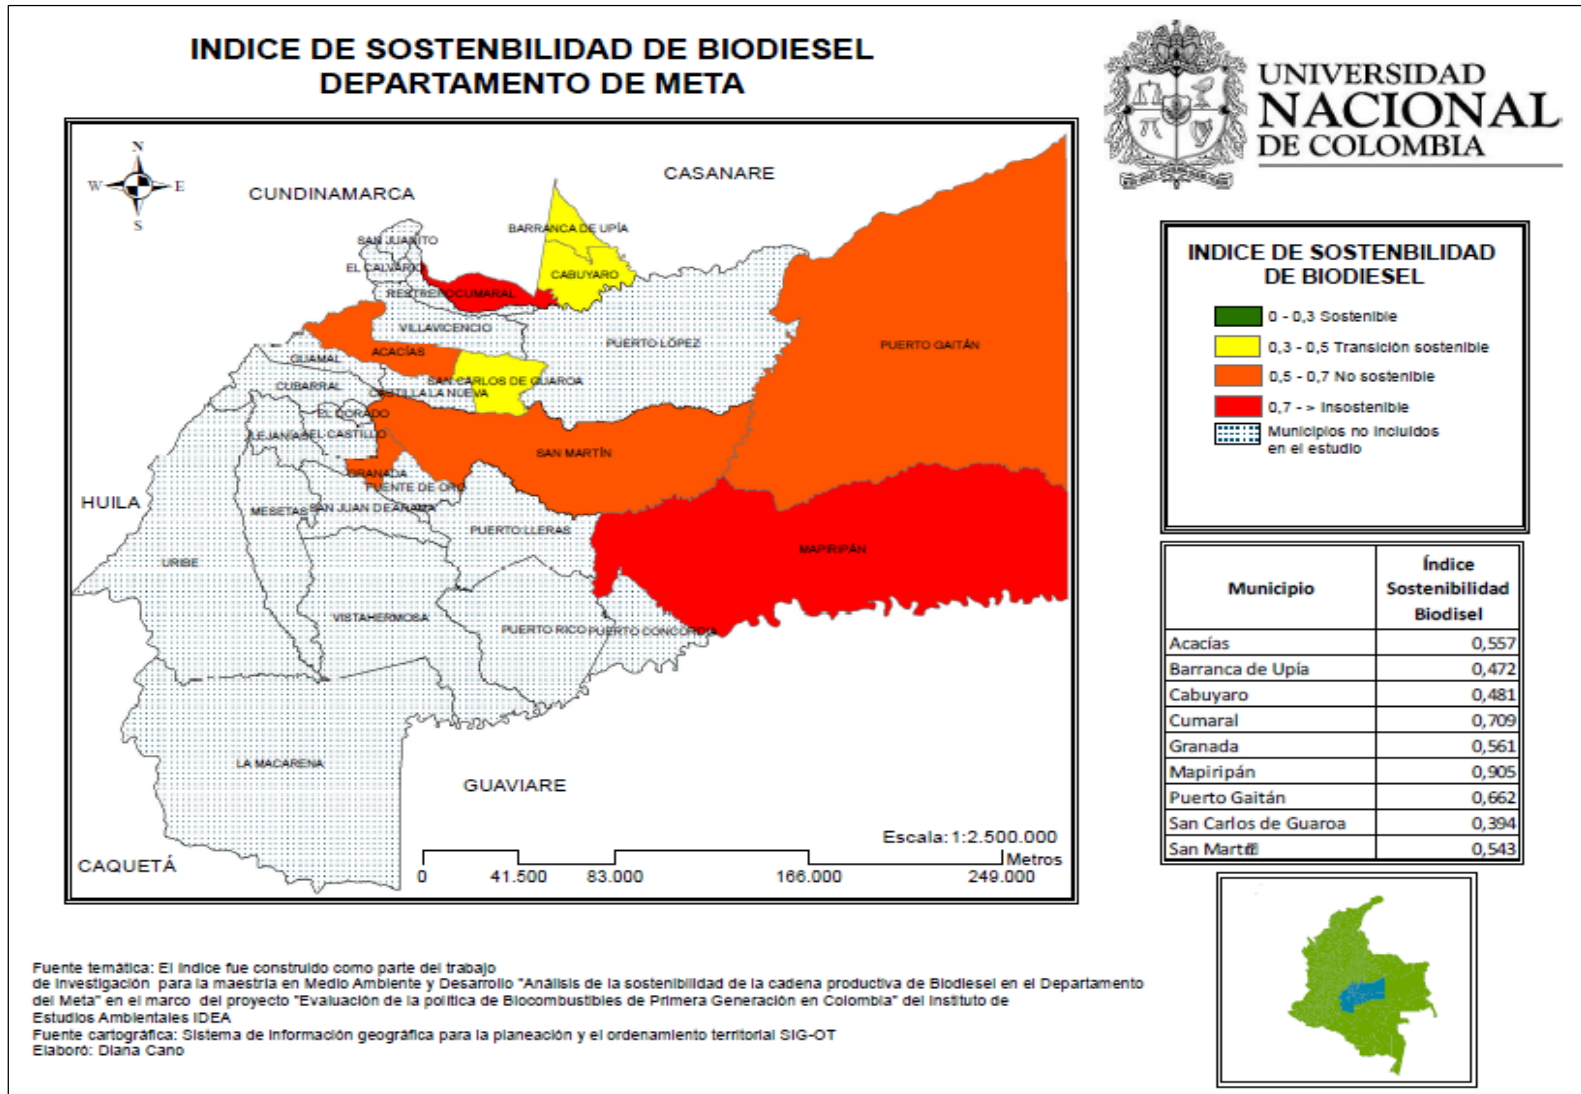 INDICE DE SOSTENBILIDAD DE BIODIESEL
DEPARTAMENTO DE META
UNIVERSIDAD
NACIONAL
DE COLOMBIA
N
W E
S
CUNDINAMARCA
CASANARE
HUILA
CAQUETÁ
GUAVIARE
BARRANCA DE UPÍA
SAN JUANITO
EL CALVARIO
CABUYARO
RESTREPO
CUMARAL
VILLAVICENCIO
PUERTO LÓPEZ
PUERTO GAITÁN
ACACÍAS
GUAMAL
SAN CARLOS DE GUAROA
CUBARRAL
CASTILLA LA NUEVA
EL DORADO
LEJANÍAS
EL CASTILLO
SAN MARTÍN
GRANADA
FUENTE DE ORO
MESETAS
SAN JUAN DE ARAMA
PUERTO LLERAS
MAPIRIPÁN
URIBE
VISTAHERMOSA
PUERTO RICO
PUERTO CONCORDIA
LA MACARENA
Escala: 1:2.500.000
Metros
0 41.500 83.000 166.000 249.000
INDICE DE SOSTENBILIDAD
DE BIODIESEL
0 - 0,3 Sostenible
0,3 - 0,5 Transición sostenible
0,5 - 0,7 No sostenible
0,7 - > Insostenible
Municipios no incluidos
en el estudio
Municipio Índice Sostenibilidad Biodisel
Acacías 0,557
Barranca de Upía 0,472
Cabuyaro 0,481
Cumaral 0,709
Granada 0,561
Mapiripán 0,905
Puerto Gaitán 0,662
San Carlos de Guaroa 0,394
San 0,543
Fuente temática: El índice fue construido como parte del trabajo
de investigación para la maestría en Medio Ambiente y Desarrollo "Análisis de la sostenibilidad de la cadena productiva de Biodiesel en el Departamento
del Meta" en el marco del proyecto "Evaluación de la política de Biocombustibles de Primera Generación en Colombia" del Instituto de
Estudios Ambientales IDEA
Fuente cartográfica: Sistema de información geográfica para la planeación y el ordenamiento territorial SIG-OT
Elaboró: Diana Cano